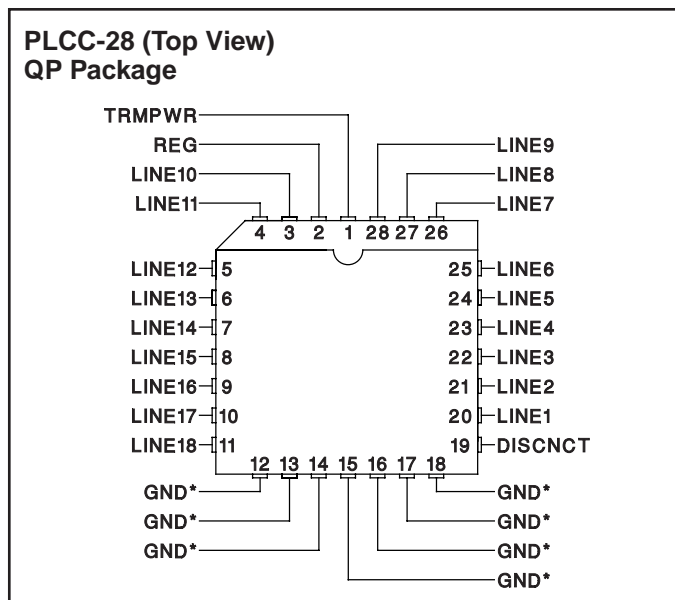 PLCC-28 (Top View)
QP Package
TRMPWR
REG LINE9
LINE10 LINE8
LINE11 LINE7
4 3 2 1 28 27 26
LINE12 5 25 LINE6
LINE13 6 24 LINE5
LINE14 7 23 LINE4
LINE15 8 22 LINE3
LINE16 9 21 LINE2
LINE17 10 20 LINE1
LINE18 11 19 DISCNCT
12 13 14 15 16 17 18
GND* GND*
GND* GND*
GND* GND*
GND*